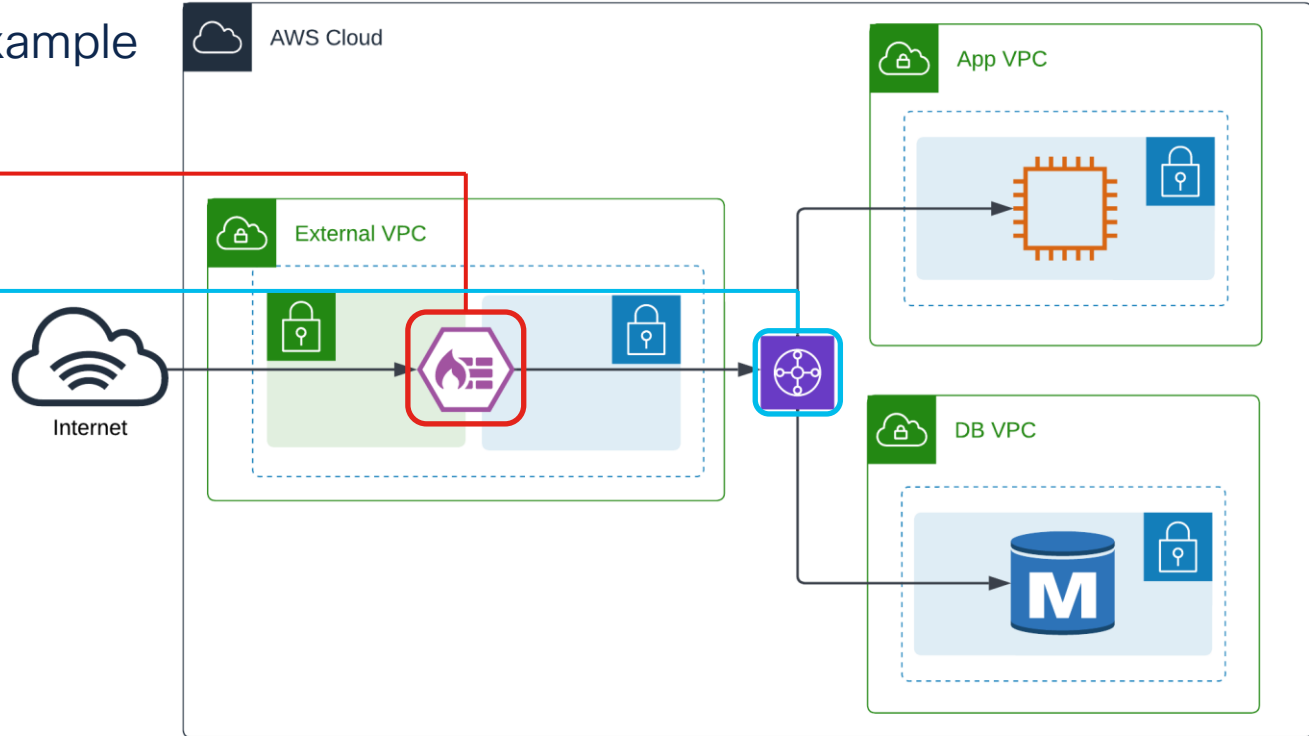 xample
AWS Cloud
App VPC
External VPC
Internet
DB VPC
M